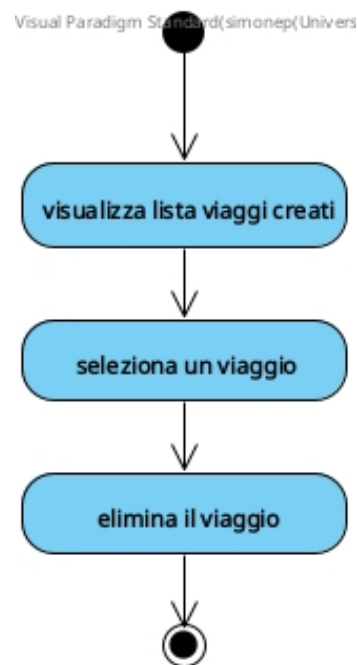 Visual Paradigm Standard(simonep(Univers
visualizza lista viaggi creati
seleziona un viaggio
elimina il viaggio